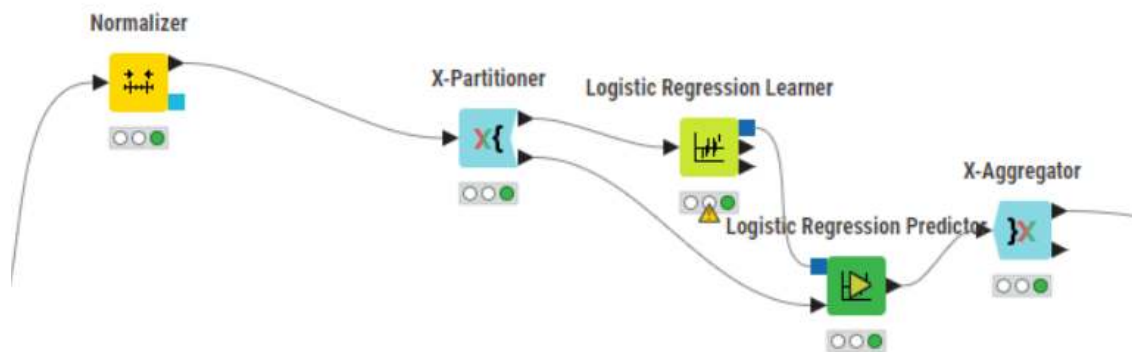 Normalizer
X-Partitioner
Logistic Regression Learner
X-Aggregator
Logistic Regression Predictor
X{
}X